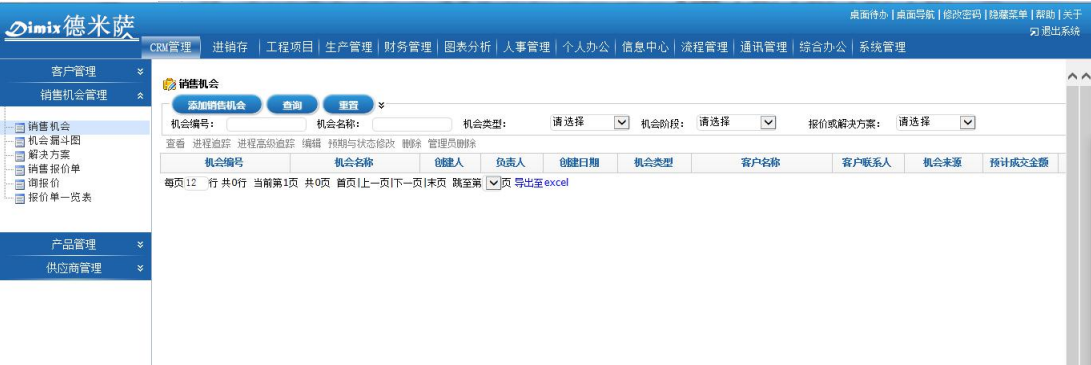 桌面待办 | 桌面导航 | 修改密码 | 隐藏菜单 | 帮助 | 关于
Dimix德米萨
退出系统
CRM管理 进销存 | 工程项目 | 生产管理 | 财务管理 | 图表分析 | 人事管理 | 个人办公 | 信息中心 | 流程管理 | 通讯管理 | 综合办公 | 系统管理
客户管理
销售机会管理
销售机会
机会漏斗图
解决方案
销售报价单
询报价
报价单一览表
产品管理
供应商管理
销售机会
添加销售机会 查询 重置
机会编号: 机会名称: 机会类型: 请选择 机会阶段: 请选择 报价或解决方案: 请选择
查看 进程追踪 进程高级追踪 编辑 预期与状态修改 删除 管理员删除
机会编号 机会名称 创建人 负责人 创建日期 机会类型 客户名称 客户联系人 机会来源 预计成交金额
每页12 行 共0行 当前第1页 共0页 首页|上一页|下一页|末页 跳至第 页 导出至excel